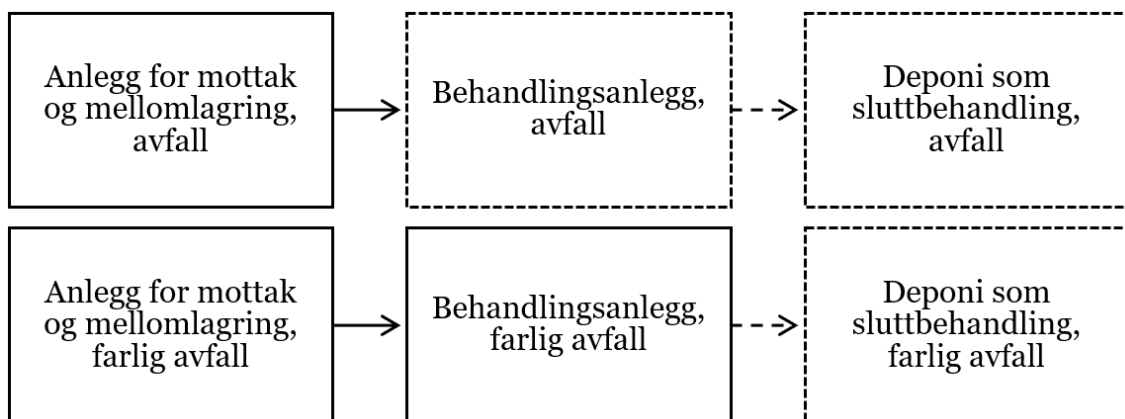 Anlegg for mottak
og mellomlagring,
avfall
Behandlingsanlegg,
avfall
Deponi som
sluttbehandling,
avfall
Anlegg for mottak
og mellomlagring,
farlig avfall
Behandlingsanlegg,
farlig avfall
Deponi som
sluttbehandling,
farlig avfall